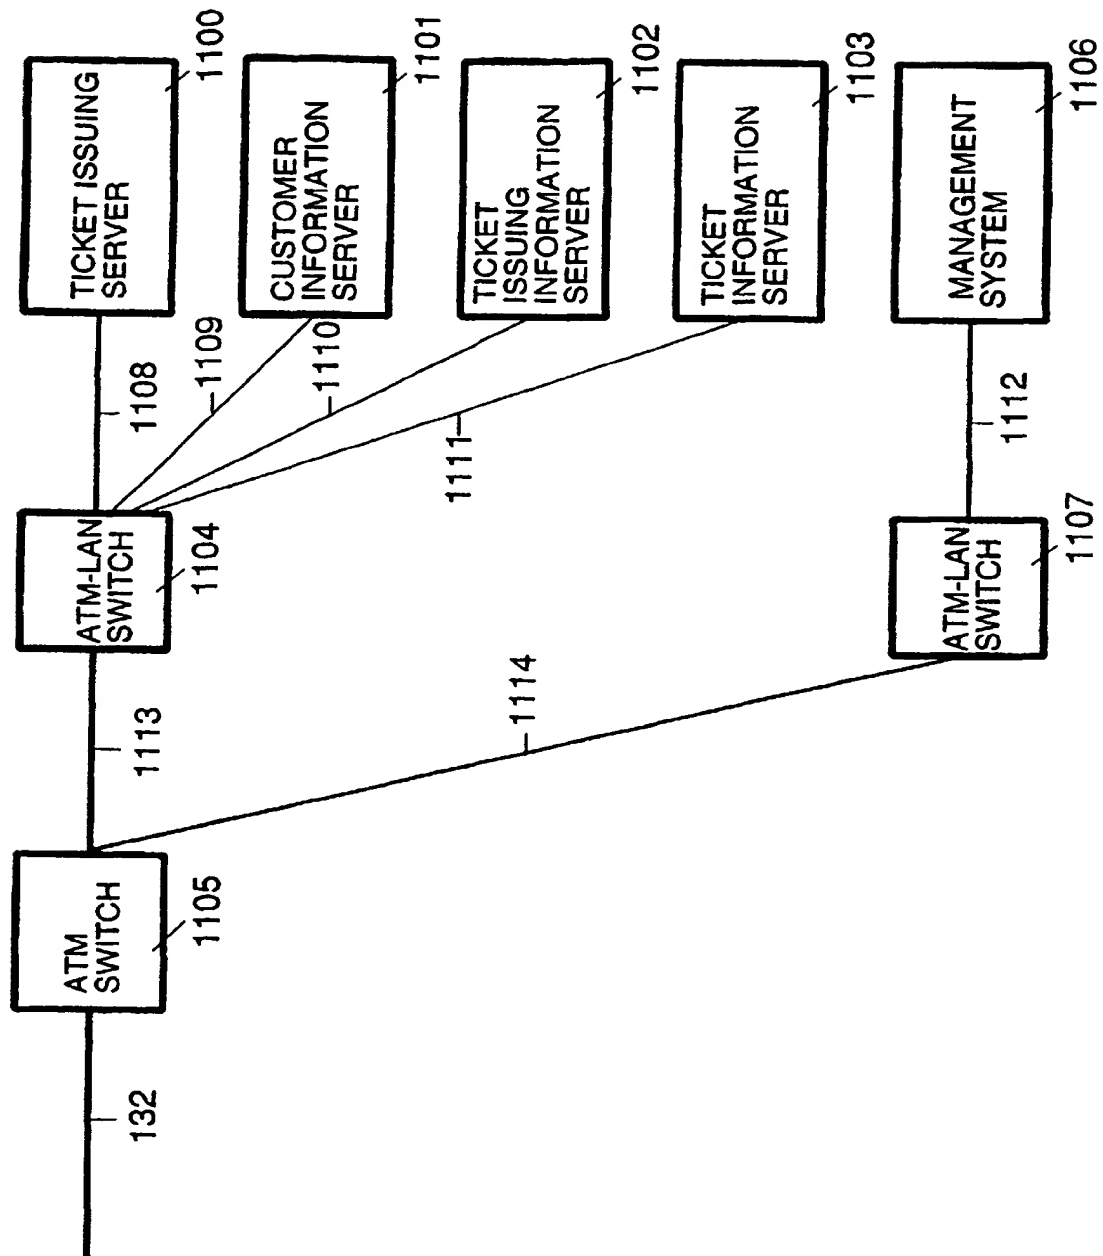 TICKET ISSUING
SERVER
1100
CUSTOMER
INFORMATION
SERVER
1101
TICKET
ISSUING
INFORMATION
SERVER
1102
TICKET
INFORMATION
SERVER
1103
MANAGEMENT
SYSTEM
1106
1108
1109
1110
1111
1112
ATM-LAN
SWITCH
1104
ATM-LAN
SWITCH
1107
1113
1114
ATM
SWITCH
1105
132